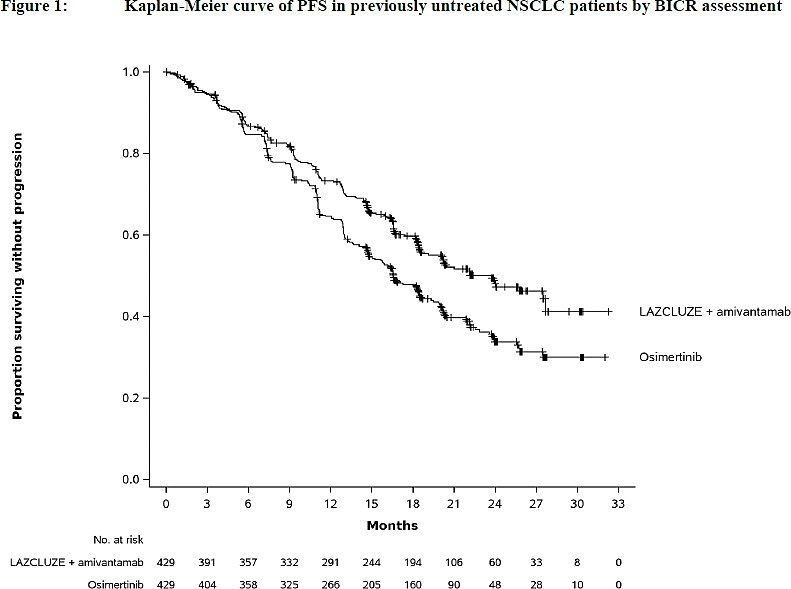 Figure 1: Kaplan-Meier curve of PFS in previously untreated NSCLC patients by BICR assessment
Proportion surviving without progression
1.0
0.8
0.6
0.4
0.2
0.0
LAZCLUZE + amivantamab
Osimertinib
0 3 6 9 12 15 18 21 24 27 30 33
Months
No. at risk
LAZCLUZE + amivantamab 429 391 357 332 291 244 194 106 60 33 8 0
Osimertinib 429 404 358 325 266 205 160 90 48 28 10 0